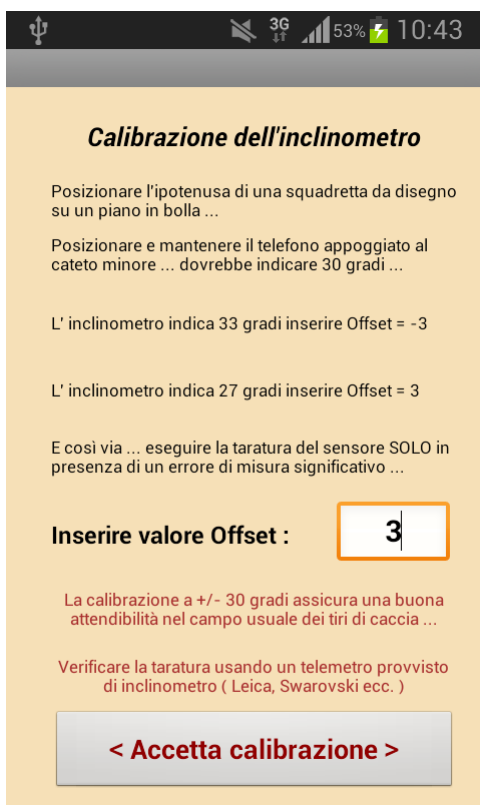 3G 53% 10:43
Calibrazione dell'inclinometro
Posizionare l'ipotenusa di una squadretta da disegno
su un piano in bolla ...
Posizionare e mantenere il telefono appoggiato al
cateto minore ... dovrebbe indicare 30 gradi ...
L' inclinometro indica 33 gradi inserire Offset = -3
L' inclinometro indica 27 gradi inserire Offset = 3
E così via ... eseguire la taratura del sensore SOLO in
presenza di un errore di misura significativo ...
Inserire valore Offset : 3
La calibrazione a +/- 30 gradi assicura una buona
attendibilità nel campo usuale dei tiri di caccia ...
Verificare la taratura usando un telemetro provvisto
di inclinometro ( Leica, Swarovski ecc. )
< Accetta calibrazione >